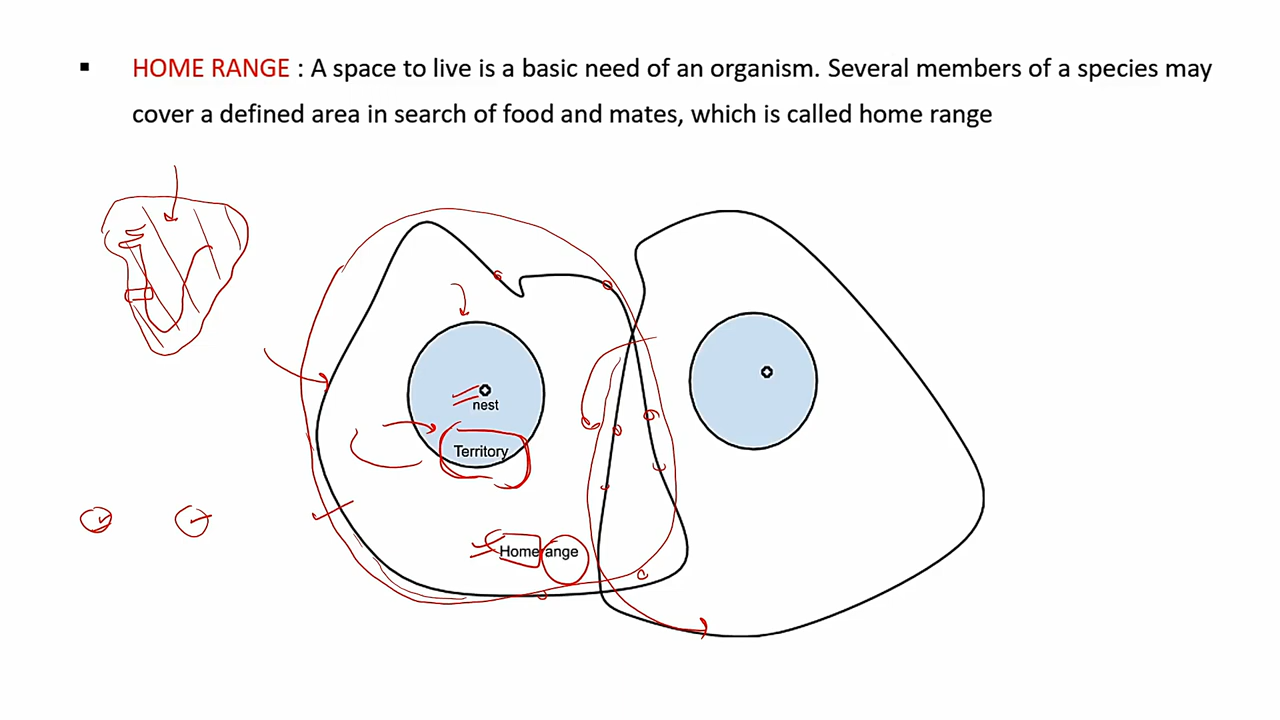 ▪ HOME RANGE : A space to live is a basic need of an organism. Several members of a species may
cover a defined area in search of food and mates, which is called home range
nest
Territory
Home ange